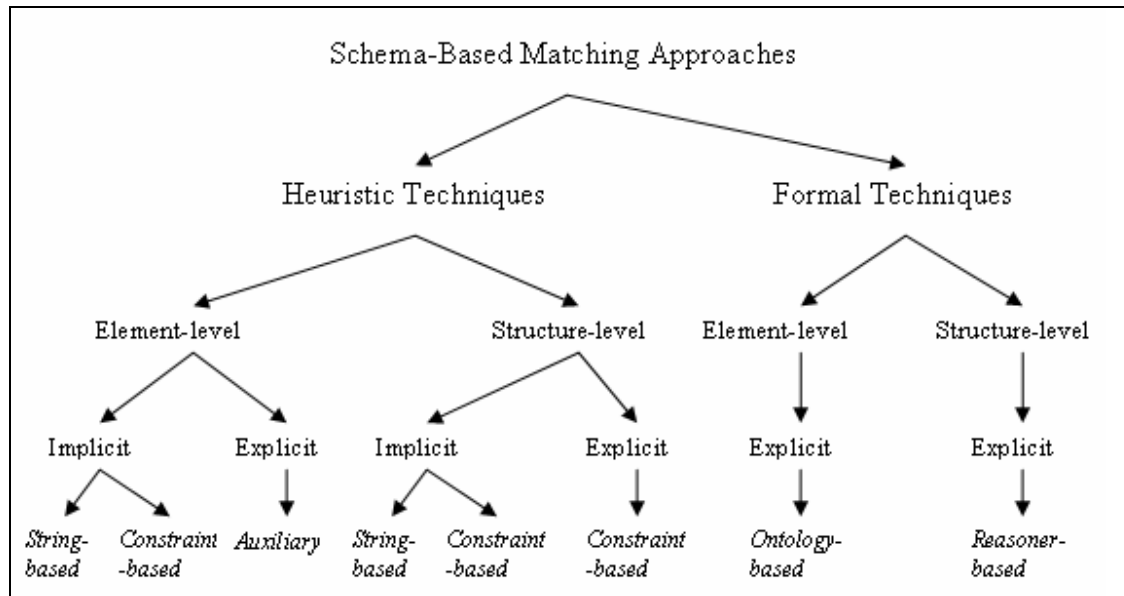 Schema-Based Matching Approaches
Heuristic Techniques
Formal Techniques
Element-level
Structure-level
Element-level
Structure-level
Implicit
Explicit
Implicit
Explicit
Explicit
Explicit
String-
based
Constraint
-based
Auxiliary
String-
based
Constraint
-based
Constraint
-based
Ontology-
based
Reasoner-
based